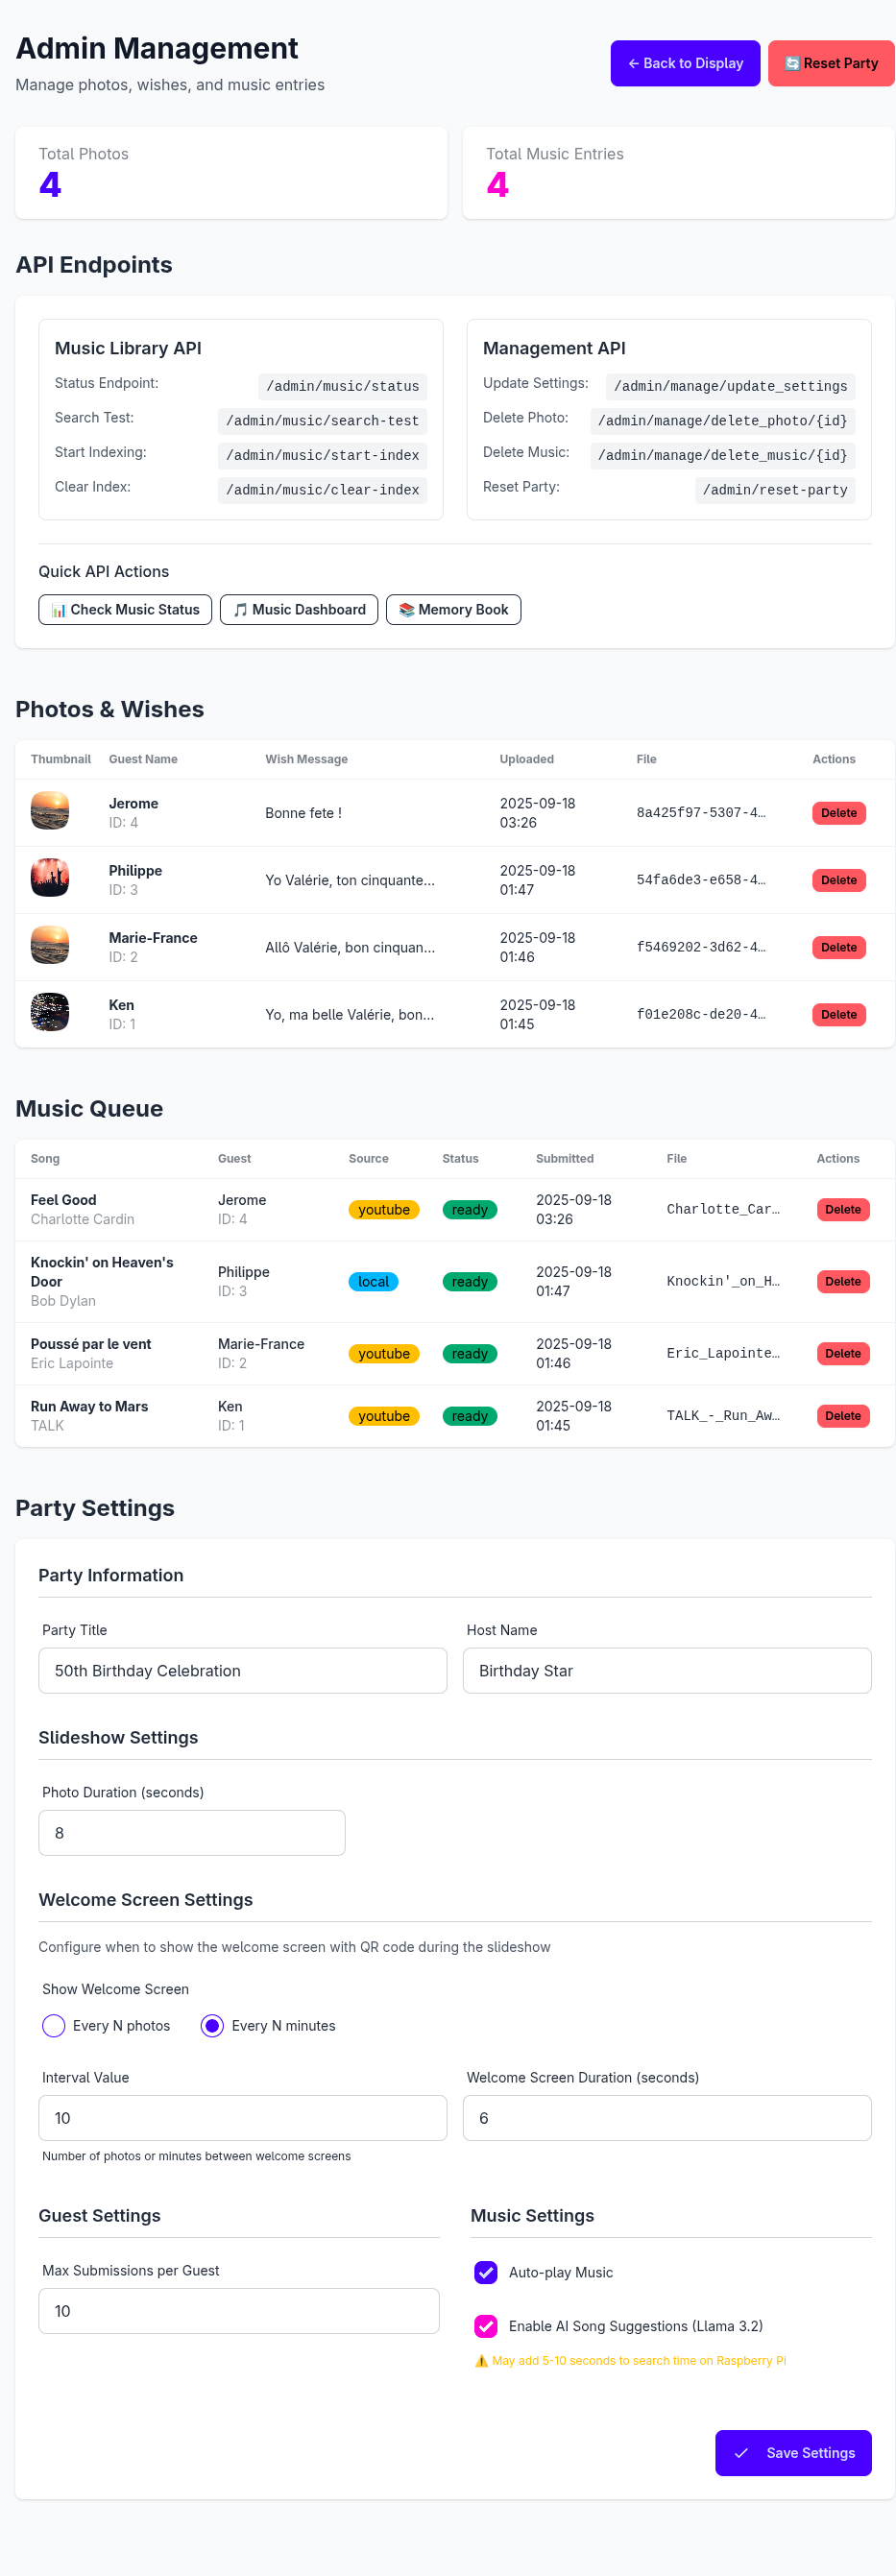 Admin Management
Manage photos, wishes, and music entries
← Back to Display
🔄 Reset Party
Total Photos
4
Total Music Entries
4
API Endpoints
Music Library API
Status Endpoint: /admin/music/status
Search Test: /admin/music/search-test
Start Indexing: /admin/music/start-index
Clear Index: /admin/music/clear-index
Management API
Update Settings: /admin/manage/update_settings
Delete Photo: /admin/manage/delete_photo/{id}
Delete Music: /admin/manage/delete_music/{id}
Reset Party: /admin/reset-party
Quick API Actions
📊 Check Music Status
🎵 Music Dashboard
📚 Memory Book
Photos & Wishes
Thumbnail Guest Name Wish Message Uploaded File Actions
Jerome
ID: 4
Bonne fete !
2025-09-18
03:26
8a425f97-5307-4…
Delete
Philippe
ID: 3
Yo Valérie, ton cinquante…
2025-09-18
01:47
54fa6de3-e658-4…
Delete
Marie-France
ID: 2
Allô Valérie, bon cinquan…
2025-09-18
01:46
f5469202-3d62-4…
Delete
Ken
ID: 1
Yo, ma belle Valérie, bon…
2025-09-18
01:45
f01e208c-de20-4…
Delete
Music Queue
Song Guest Source Status Submitted File Actions
Feel Good
Charlotte Cardin
Jerome
ID: 4
youtube
ready
2025-09-18
03:26
Charlotte_Car…
Delete
Knockin' on Heaven's
Door
Bob Dylan
Philippe
ID: 3
local
ready
2025-09-18
01:47
Knockin'_on_H…
Delete
Poussé par le vent
Eric Lapointe
Marie-France
ID: 2
youtube
ready
2025-09-18
01:46
Eric_Lapointe…
Delete
Run Away to Mars
TALK
Ken
ID: 1
youtube
ready
2025-09-18
01:45
TALK_-_Run_Aw…
Delete
Party Settings
Party Information
Party Title
50th Birthday Celebration
Host Name
Birthday Star
Slideshow Settings
Photo Duration (seconds)
8
Welcome Screen Settings
Configure when to show the welcome screen with QR code during the slideshow
Show Welcome Screen
Every N photos
Every N minutes
Interval Value
10
Number of photos or minutes between welcome screens
Welcome Screen Duration (seconds)
6
Guest Settings
Max Submissions per Guest
10
Music Settings
Auto-play Music
Enable AI Song Suggestions (Llama 3.2)
⚠️ May add 5-10 seconds to search time on Raspberry Pi
Save Settings